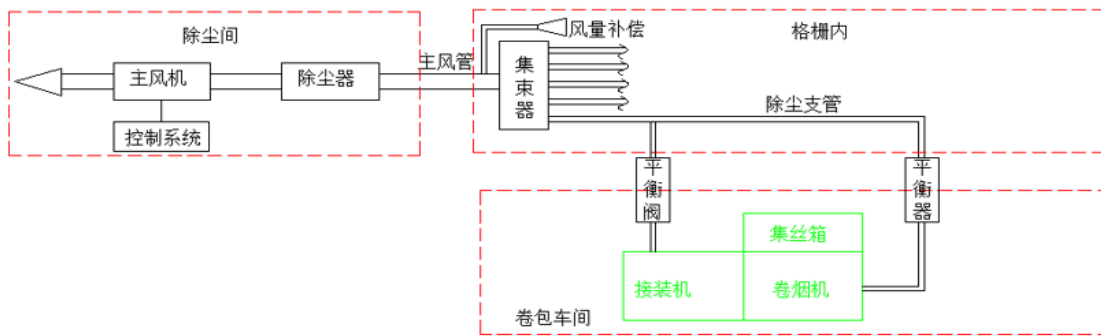 除尘间
主风机
除尘器
控制系统
主风管
风量补偿
格栅内
集束器
除尘支管
平衡阀
平衡器
集丝箱
接装机
卷烟机
卷包车间